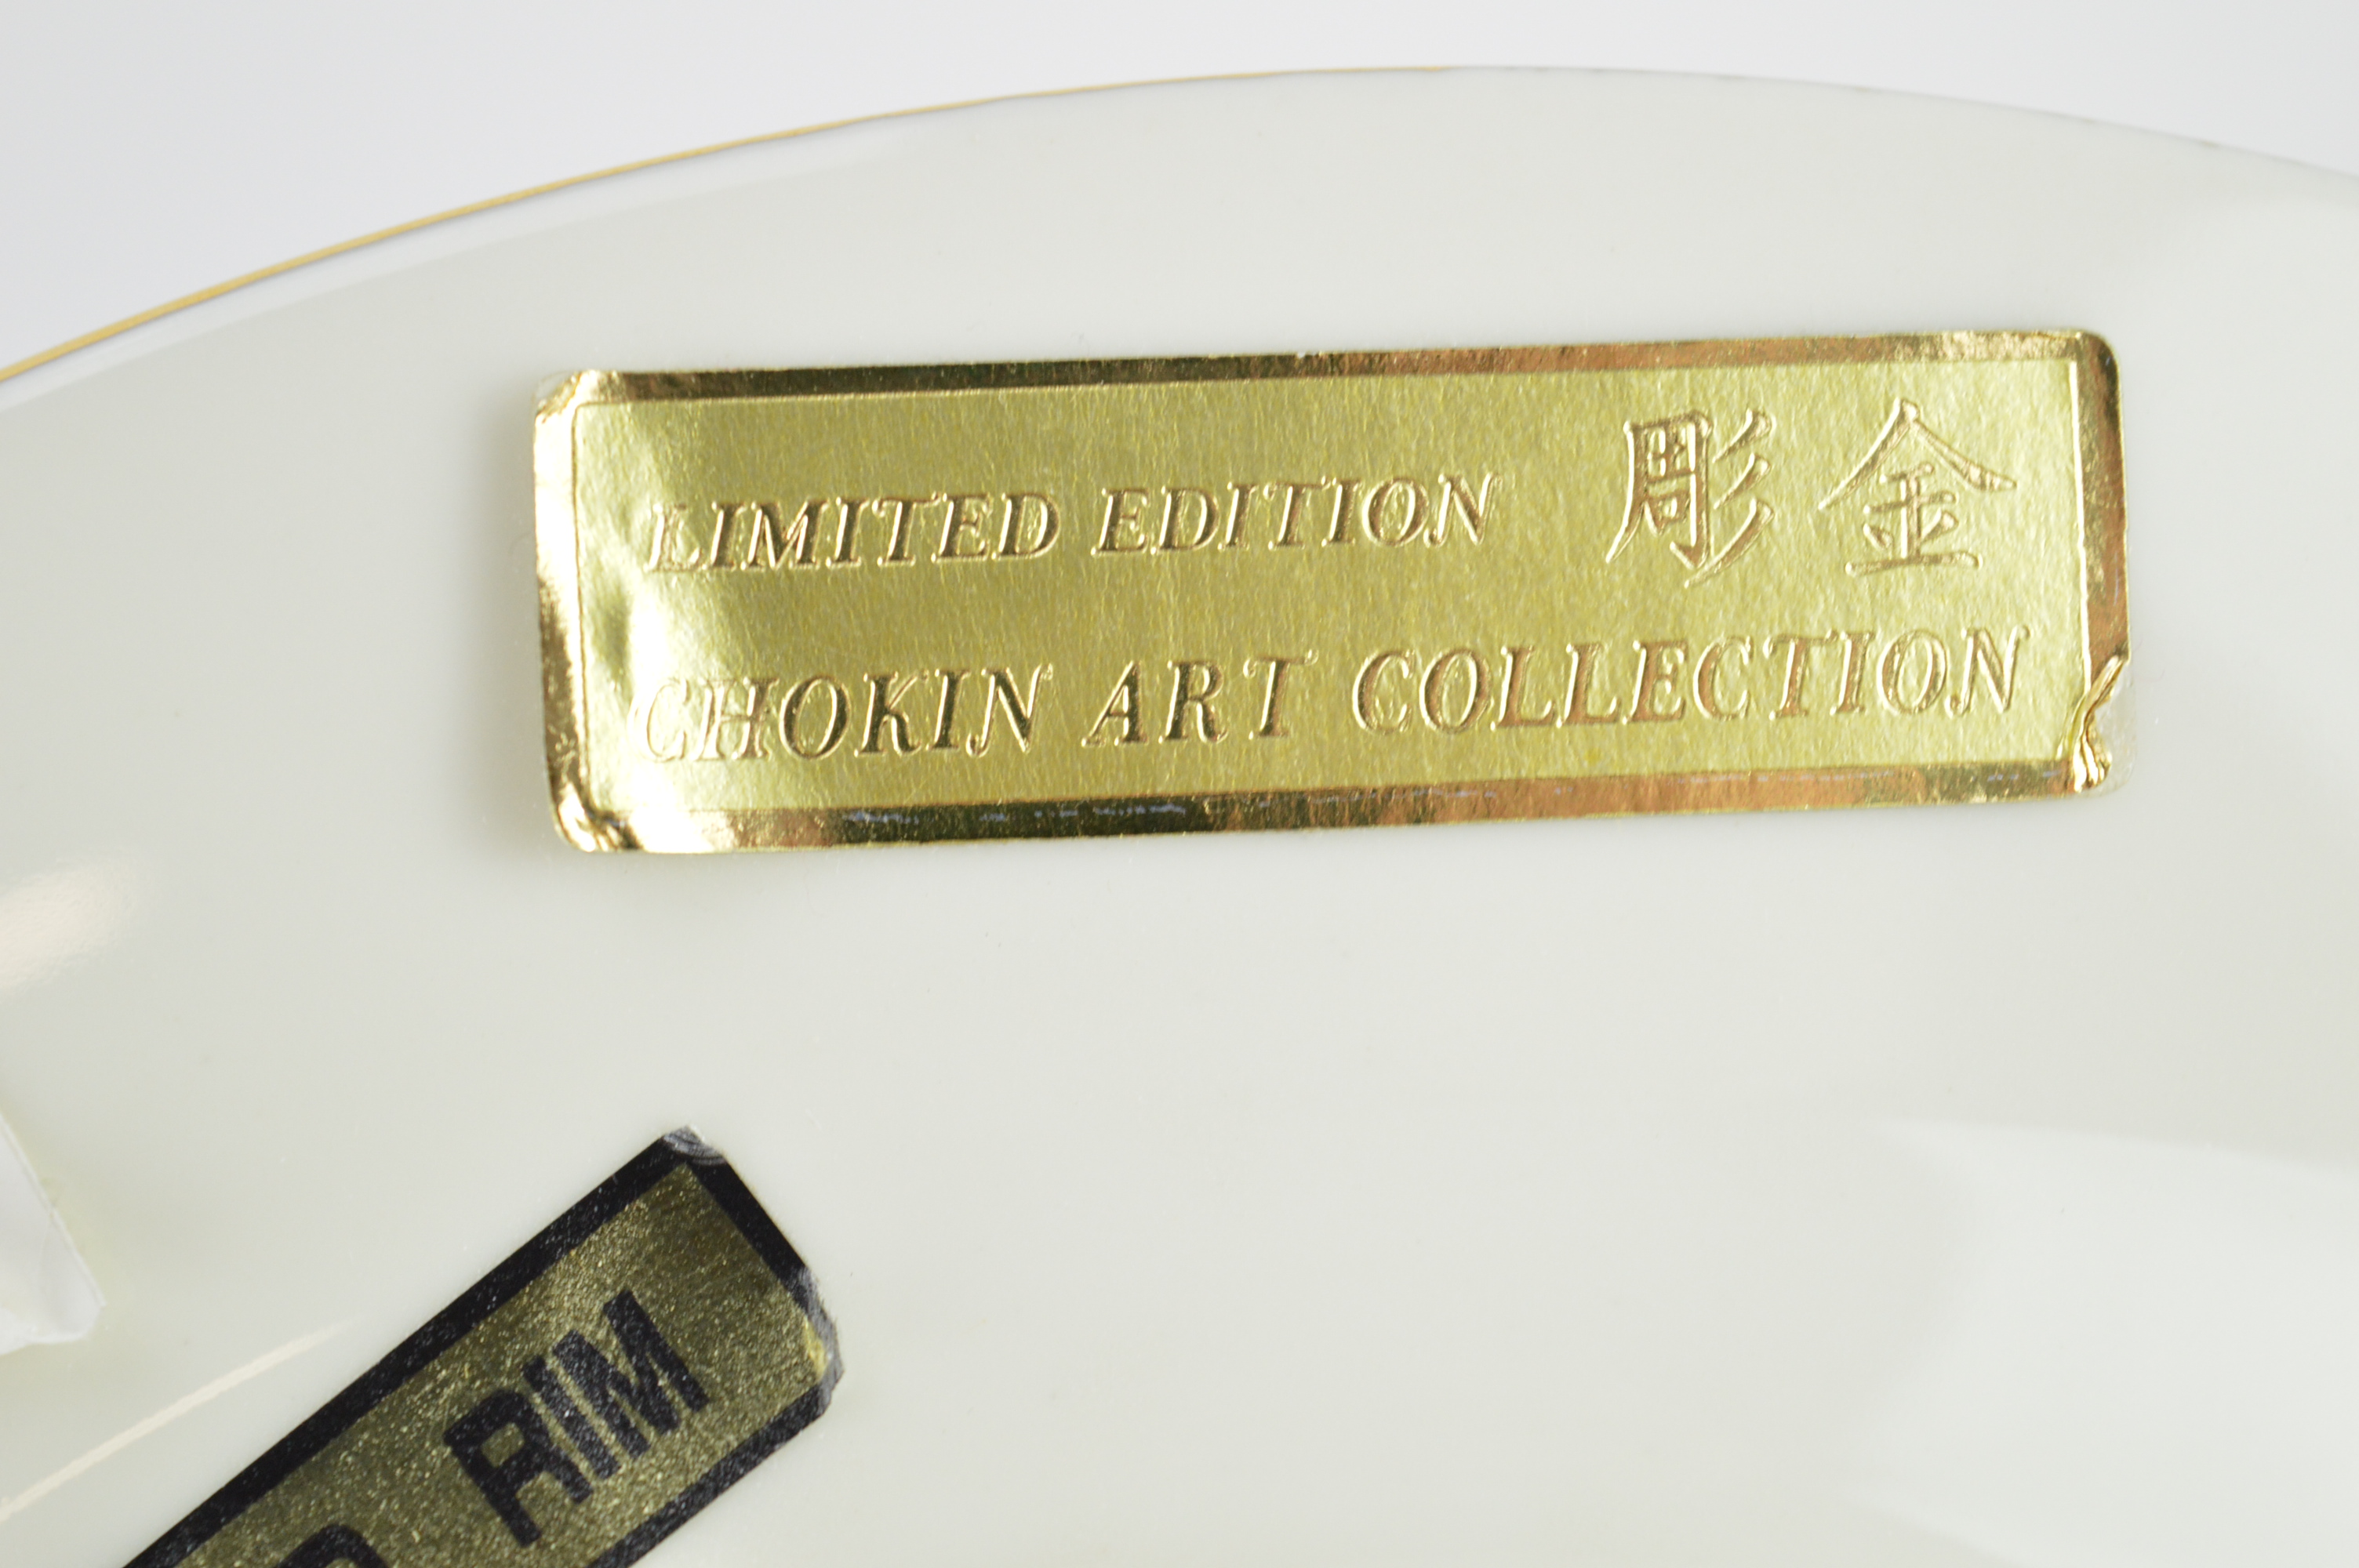 LIMITED EDITION 彫金
CHOKIN ART COLLECTION
RIM